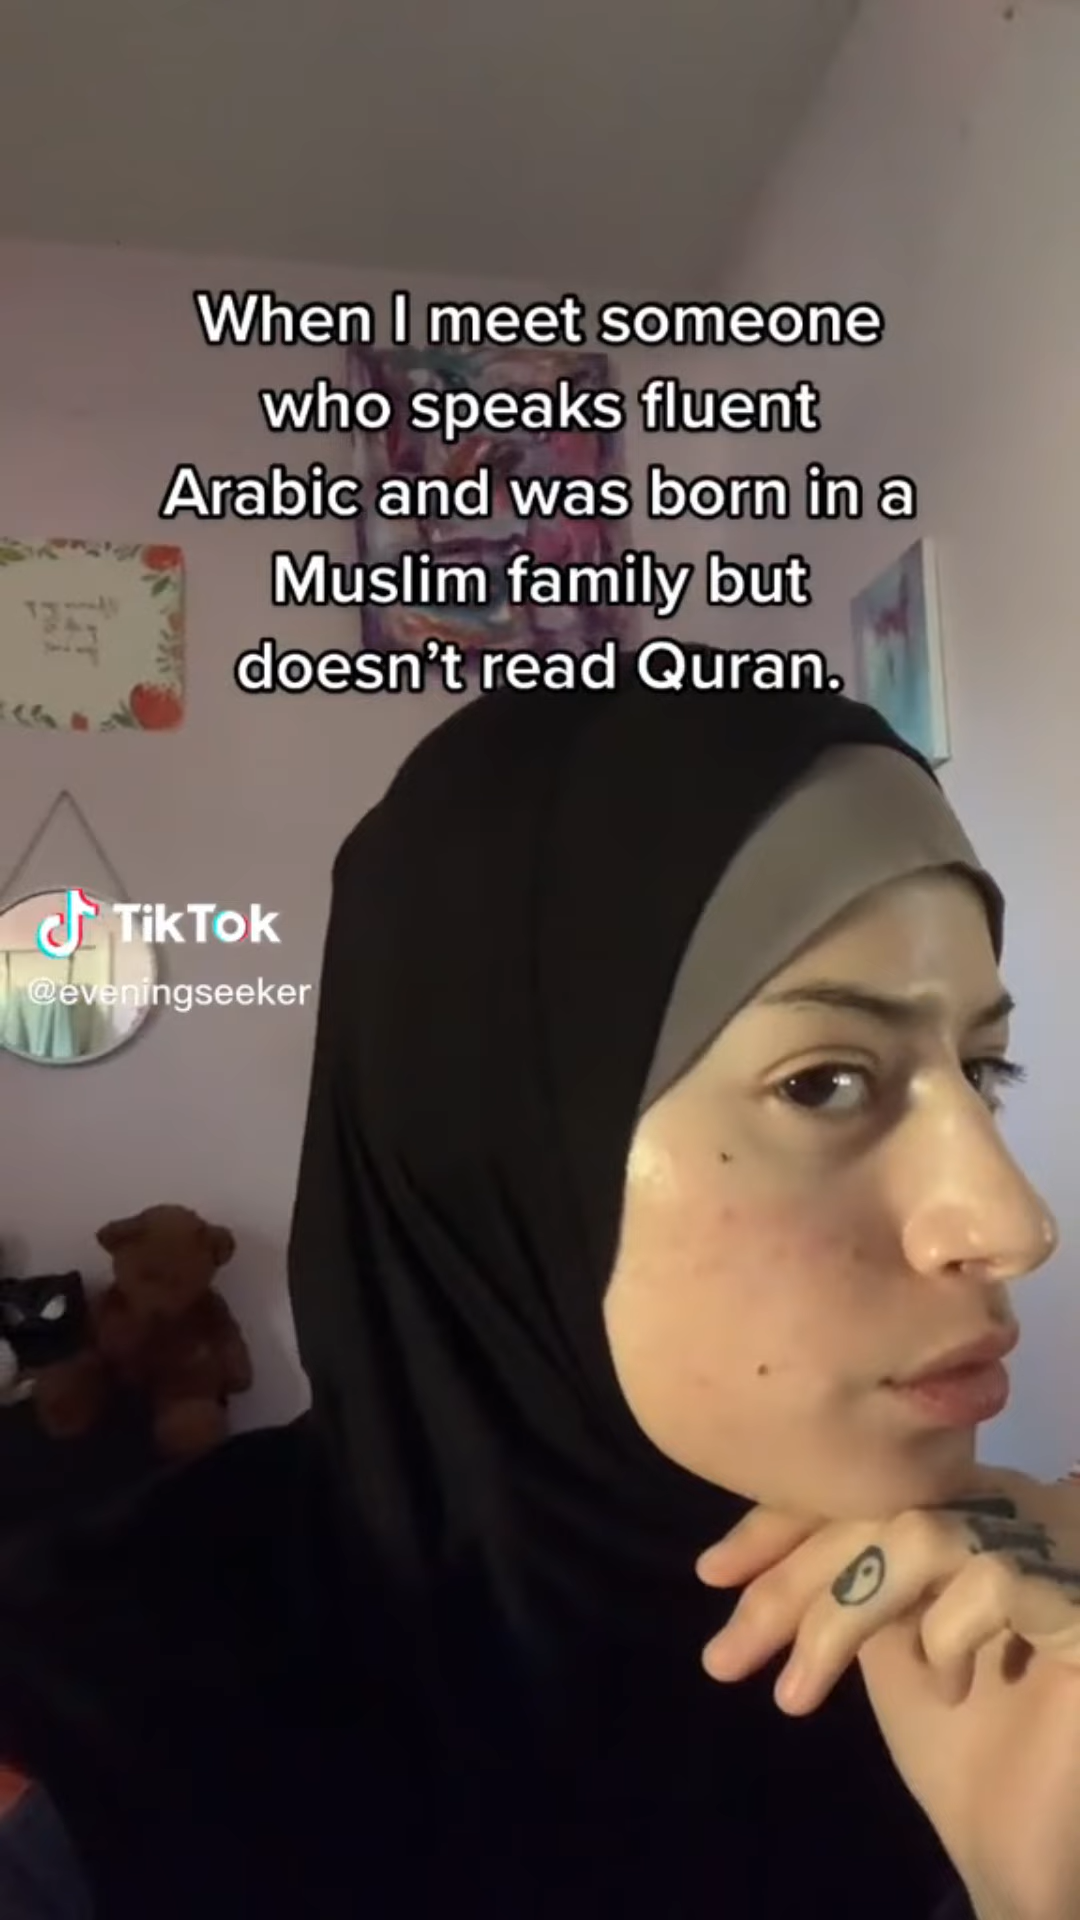 When I meet someone
who speaks fluent
Arabic and was born in a
Muslim family but
doesn't read Quran.
TikTok
@eveningseeker